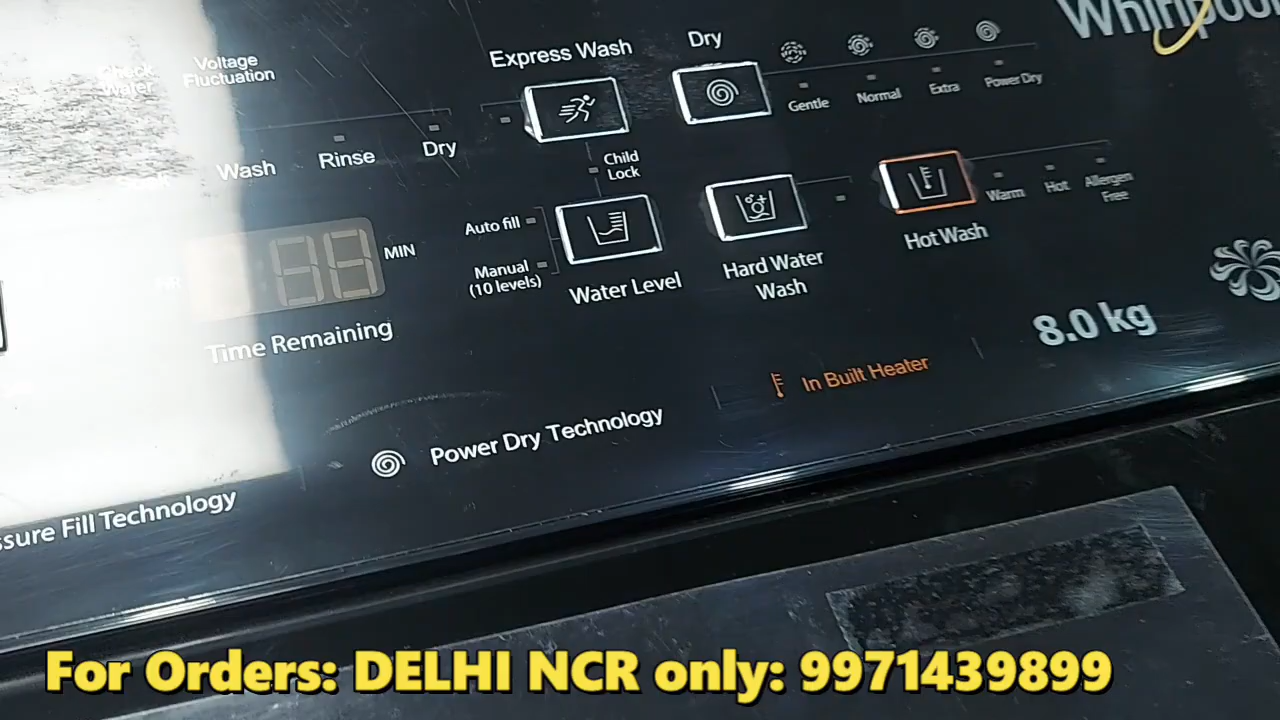 Whirlpool
Check
Water
Voltage
Fluctuation
Express Wash
Dry
Gentle
Normal
Extra
Power Dry
Wash
Rinse
Dry
Child
Lock
Auto fill
Manual
(10 levels)
Water Level
Hard Water
Wash
Hot Wash
Warm
Hot
Allergen
Free
MIN
Time Remaining
8.0 kg
In Built Heater
Power Dry Technology
ssure Fill Technology
For Orders: DELHI NCR only: 9971439899